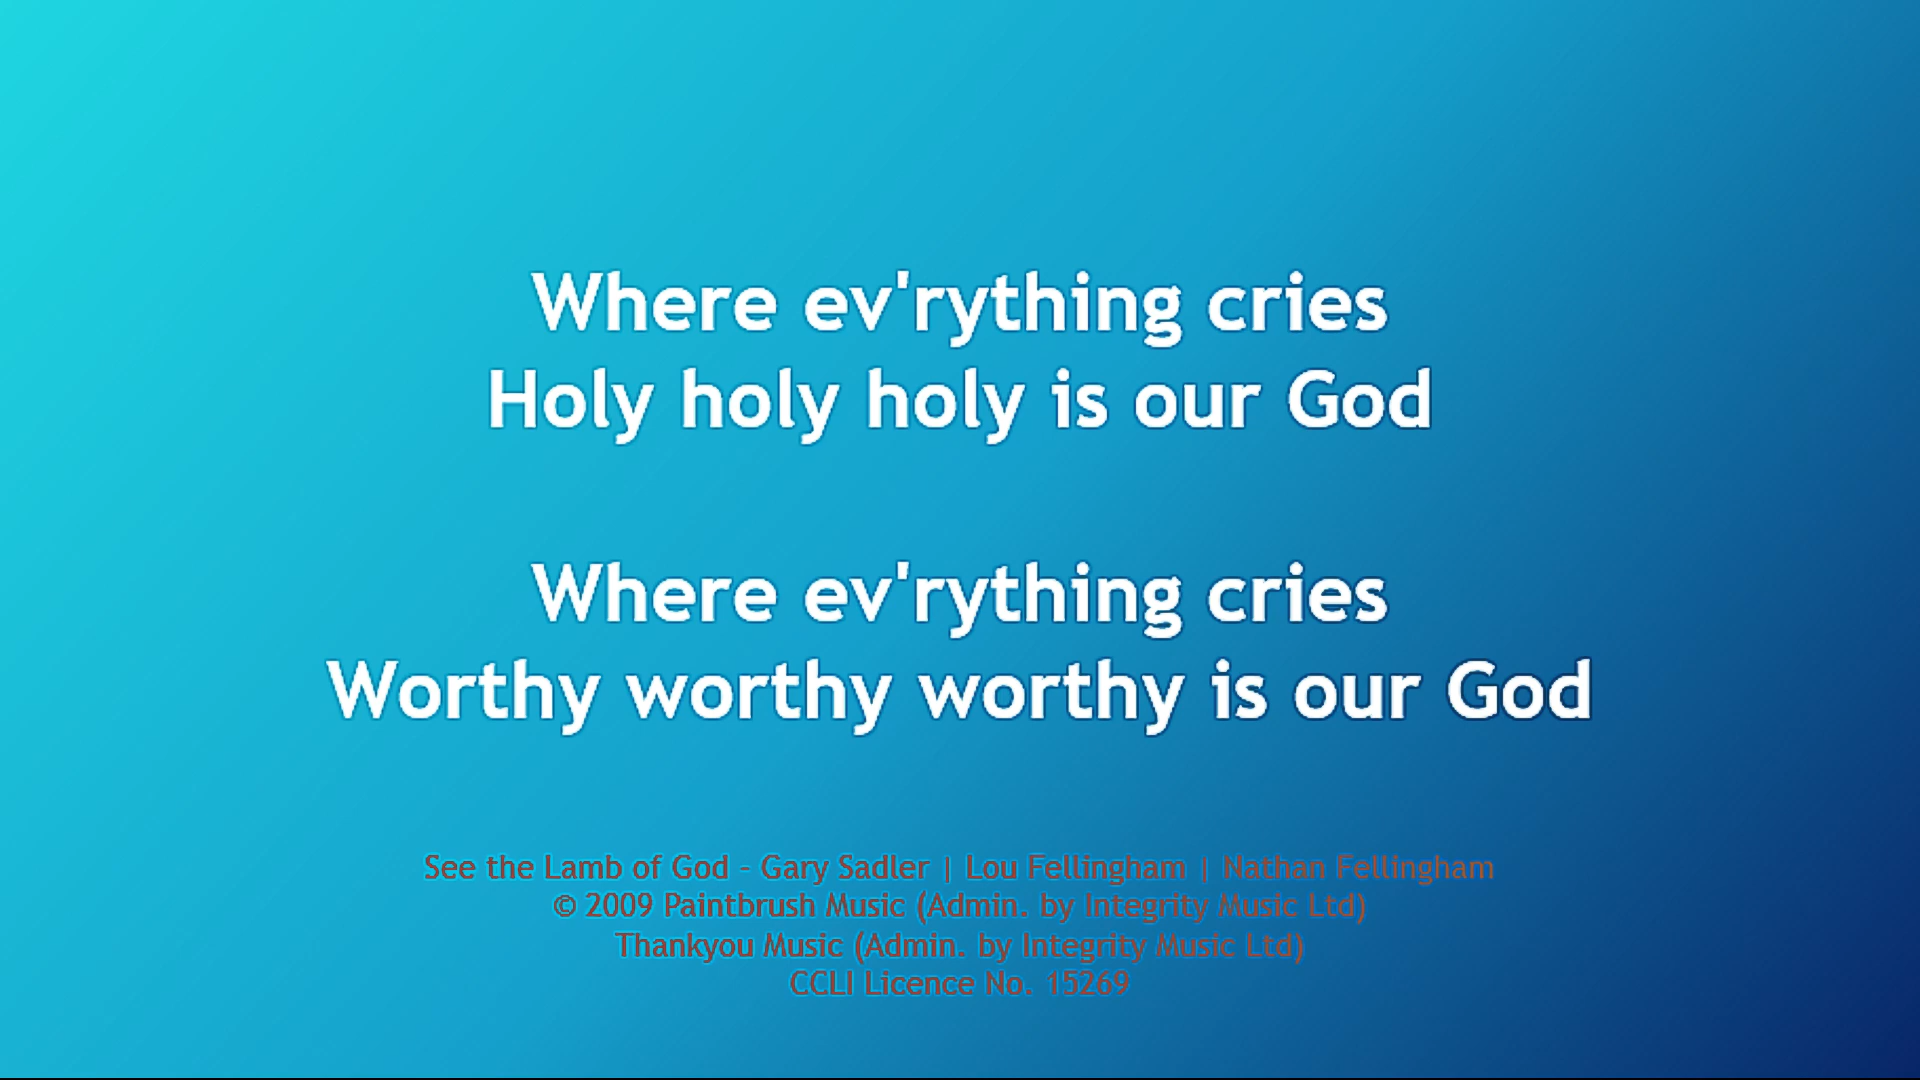 Where ev'rything cries
Holy holy holy is our God
Where ev'rything cries
Worthy worthy worthy is our God
See the Lamb of God - Gary Sadler | Lou Fellingham | Nathan Fellingham
© 2009 Paintbrush Music (Admin. by Integrity Music Ltd)
Thankyou Music (Admin. by Integrity Music Ltd)
CCLI Licence No. 15269